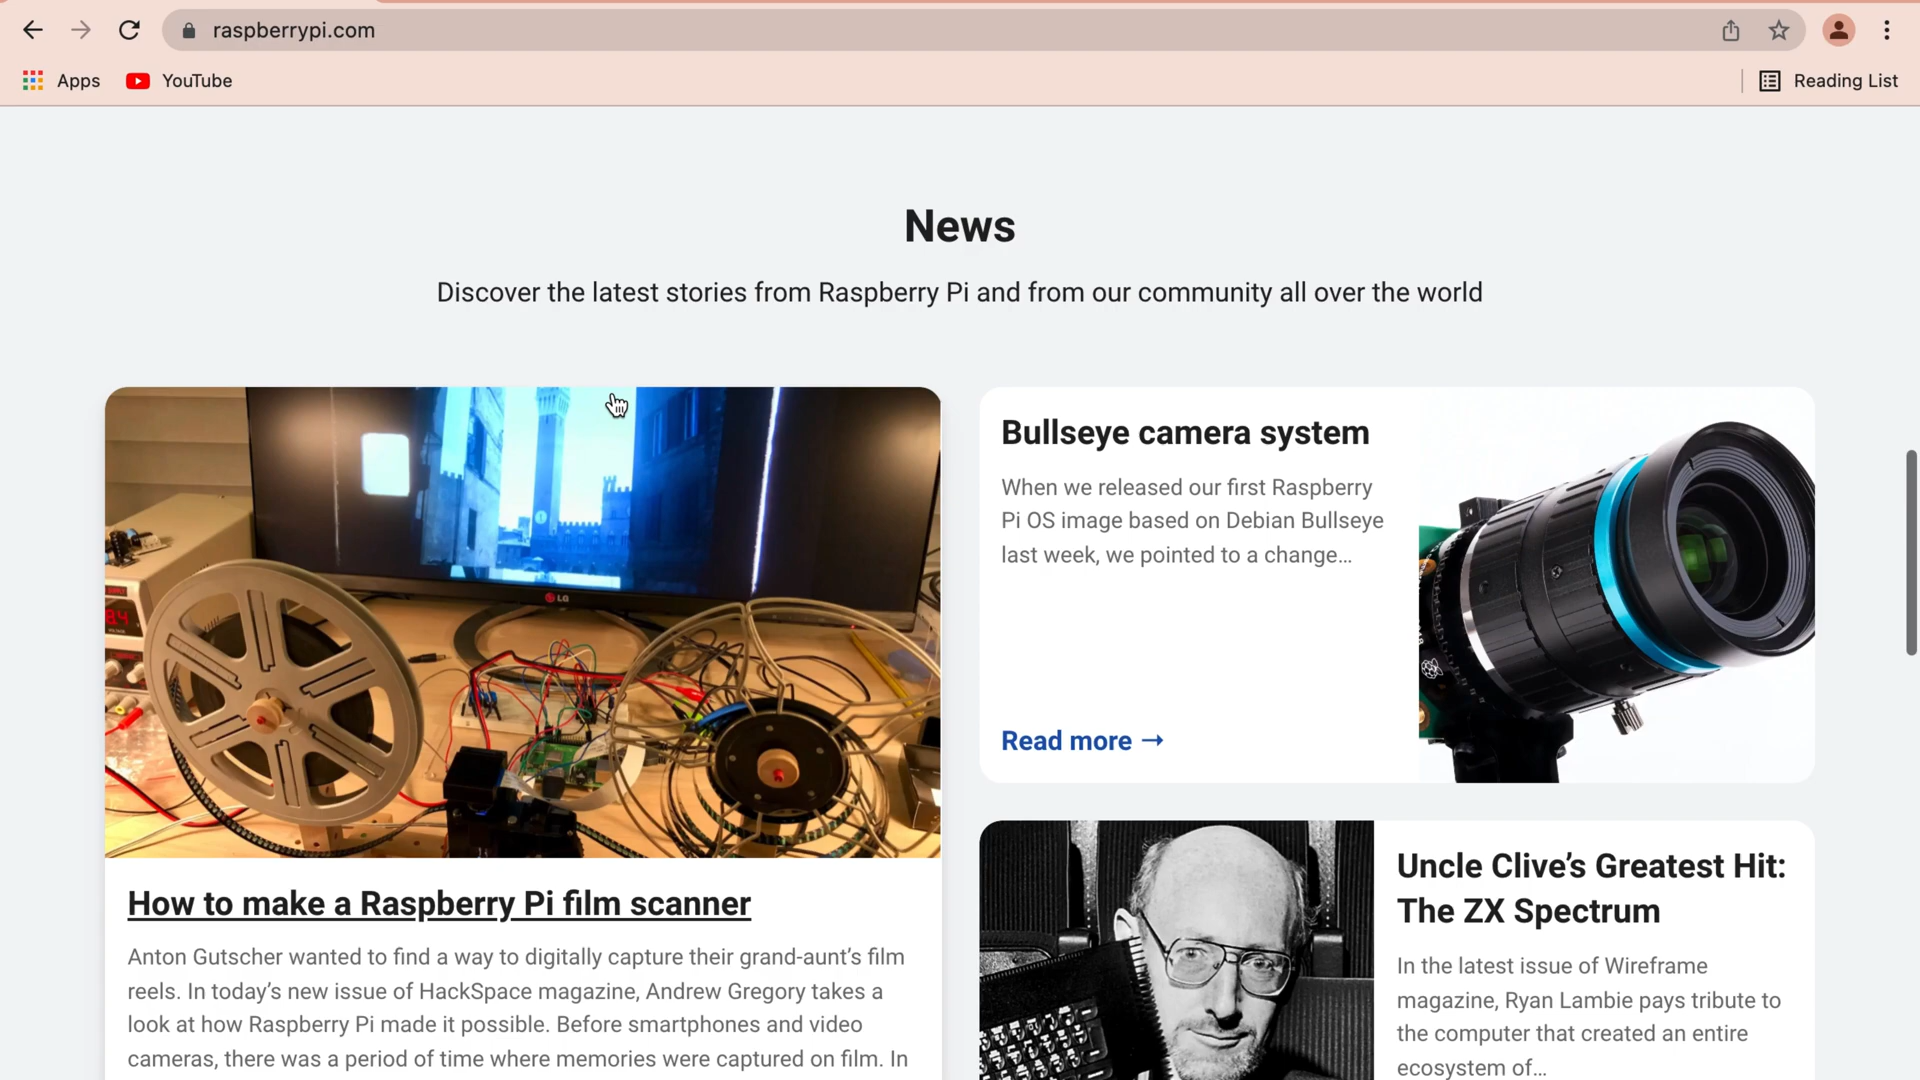 raspberrypi.com
Apps
YouTube
Reading List
News
Discover the latest stories from Raspberry Pi and from our community all over the world
LG
8.4
How to make a Raspberry Pi film scanner
Anton Gutscher wanted to find a way to digitally capture their grand-aunt’s film
reels. In today’s new issue of HackSpace magazine, Andrew Gregory takes a
look at how Raspberry Pi made it possible. Before smartphones and video
cameras, there was a period of time where memories were captured on film. In
Bullseye camera system
When we released our first Raspberry
Pi OS image based on Debian Bullseye
last week, we pointed to a change…
Read more →
Uncle Clive’s Greatest Hit:
The ZX Spectrum
In the latest issue of Wireframe
magazine, Ryan Lambie pays tribute to
the computer that created an entire
ecosystem of…